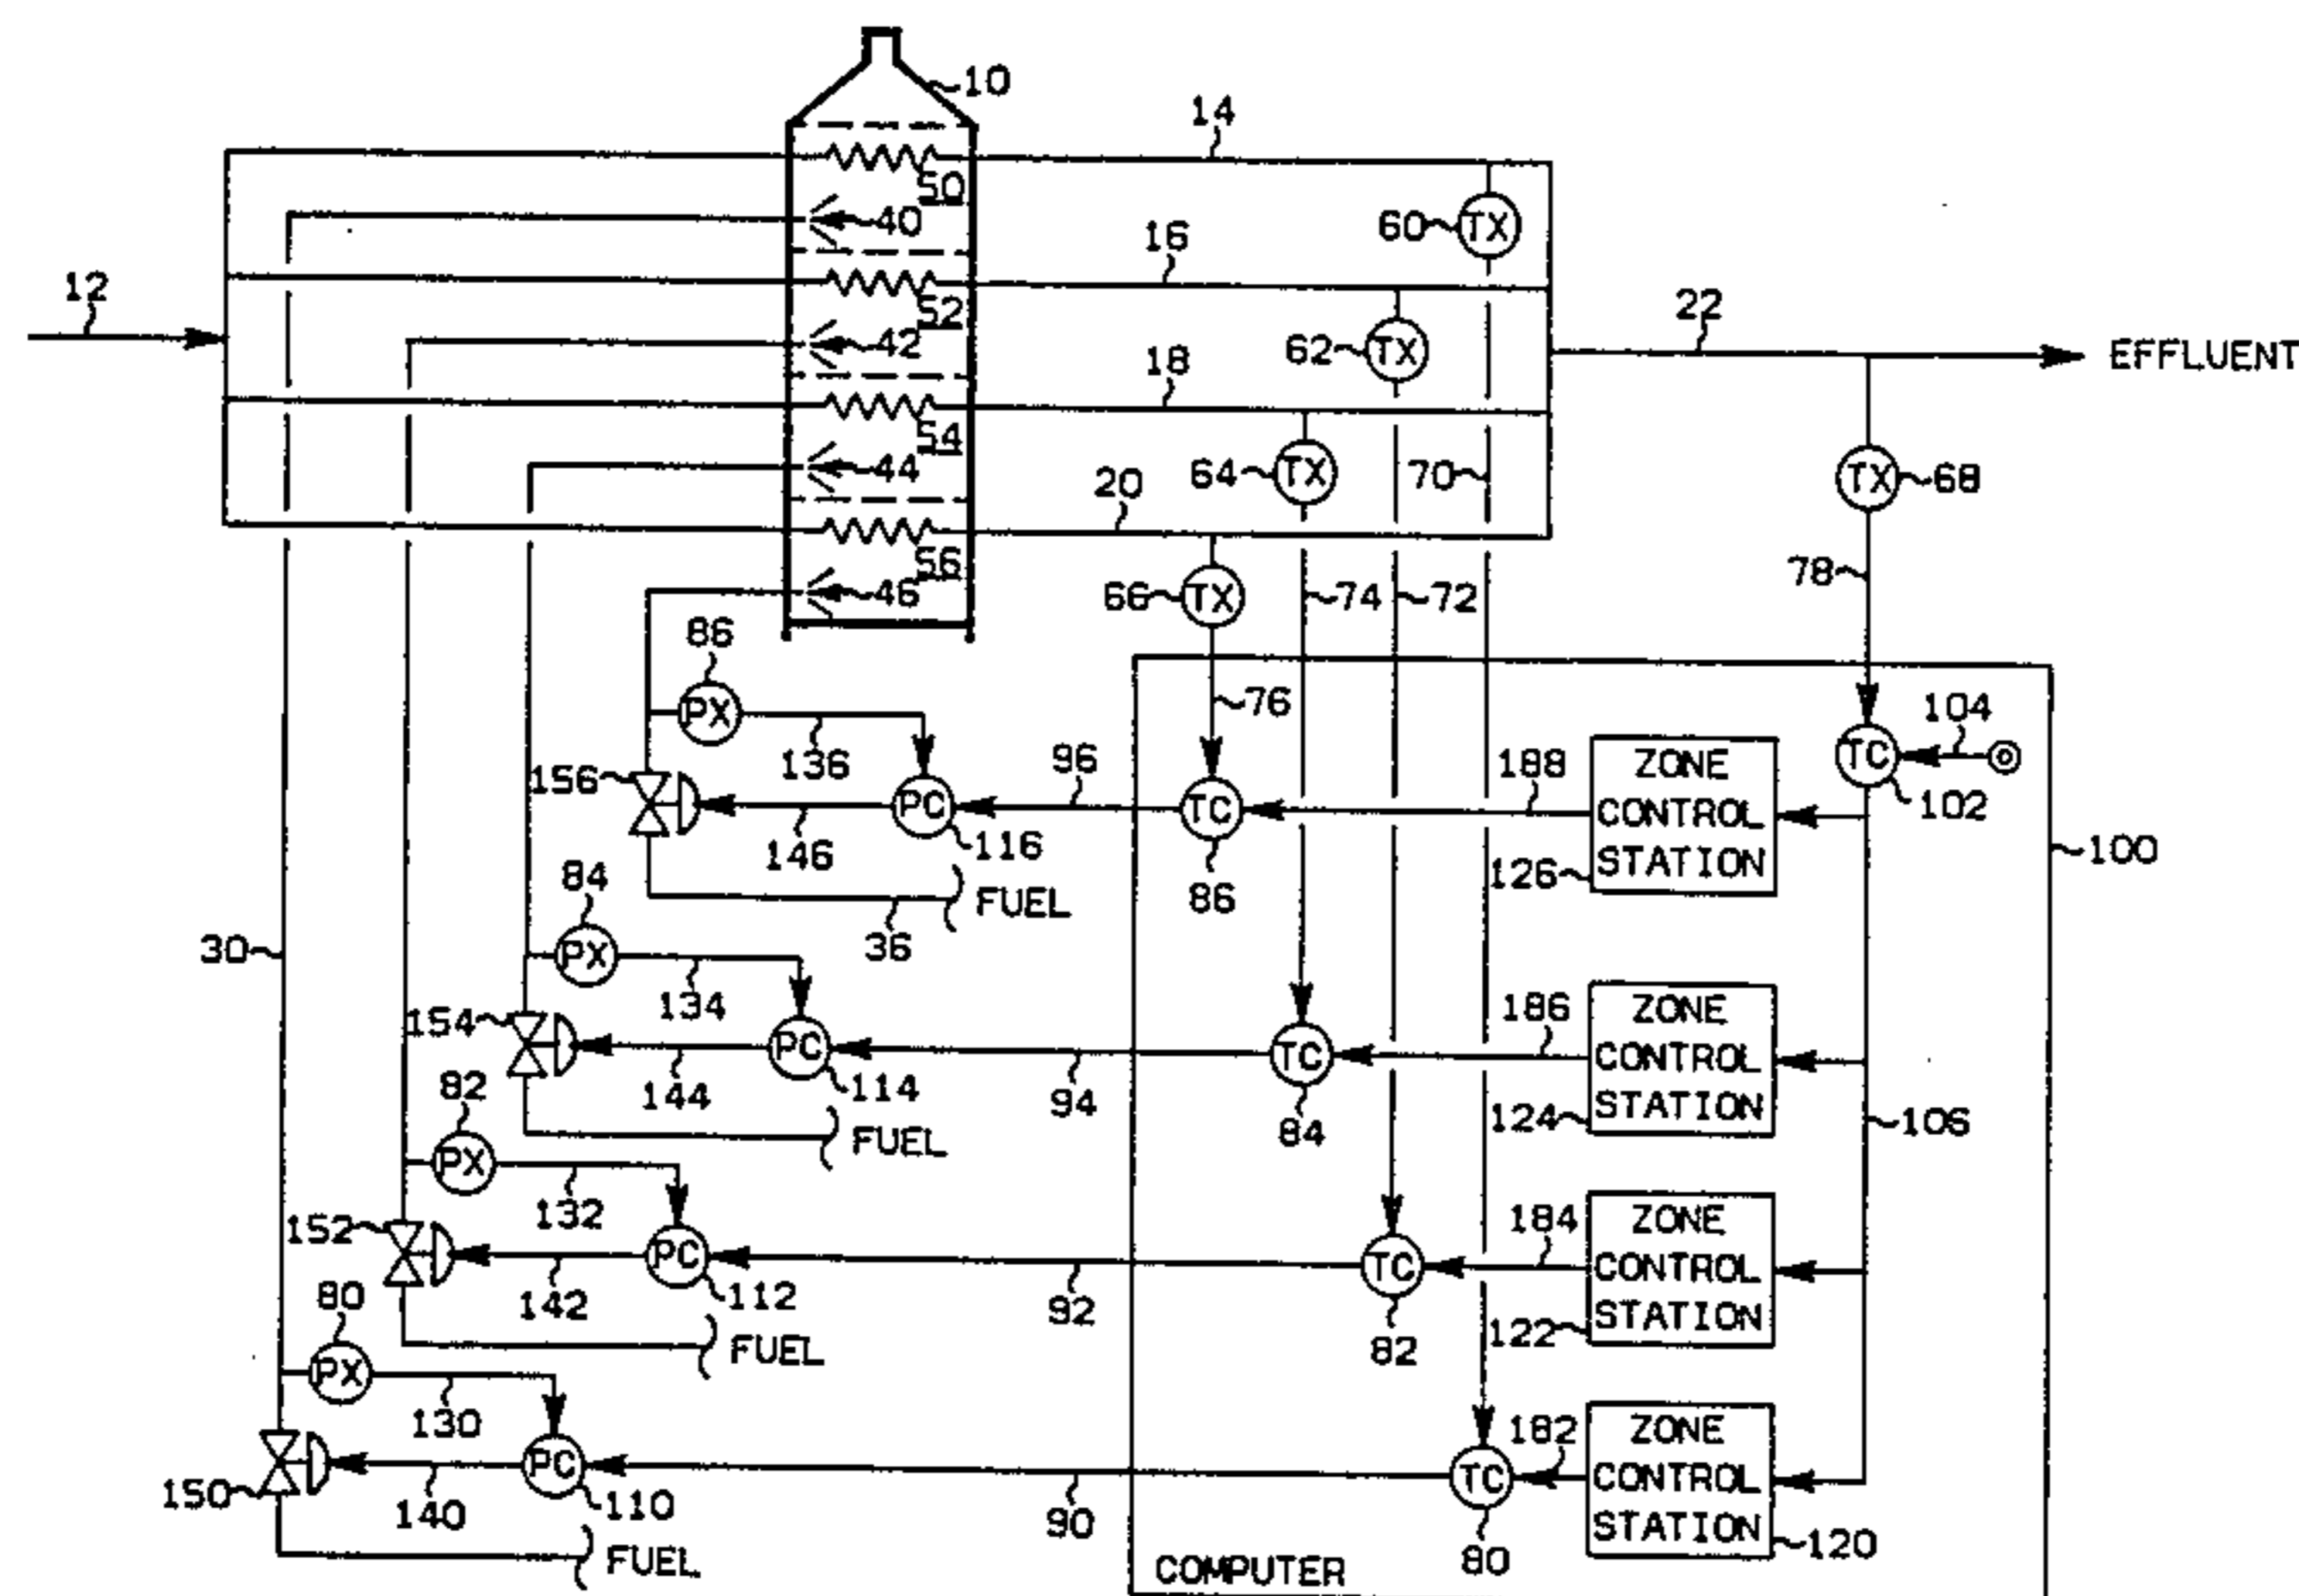 10
14
50
40
60 TX
16
12
52
22
42
62 TX
EFFLUENT
18
54
44
64 TX
70
TX 68
20
56
46
66 TX
74
72
78
86
PX
76
104
136
96
188
ZONE
CONTROL
STATION
TC
102
156
PC
TC
146
116
86
126
100
84
36
FUEL
30
PX
134
186
ZONE
CONTROL
STATION
154
PC
TC
144
114
94
84
124
106
82
FUEL
PX
132
184
ZONE
CONTROL
STATION
152
PC
TC
142
112
92
82
122
80
FUEL
PX
130
182
ZONE
CONTROL
STATION
150
PC
TC
140
110
90
80
120
FUEL
COMPUTER